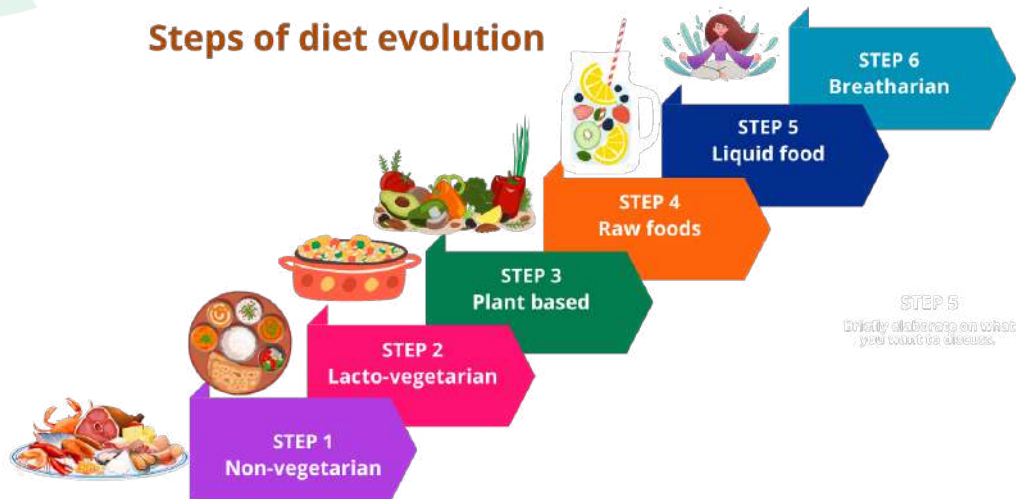 Steps of diet evolution
STEP 6
Breatharian
STEP 5
Liquid food
STEP 4
Raw foods
STEP 3
Plant based
STEP 2
Lacto-vegetarian
STEP 1
Non-vegetarian
STEP 5
Briefly elaborate on what
you want to discuss.